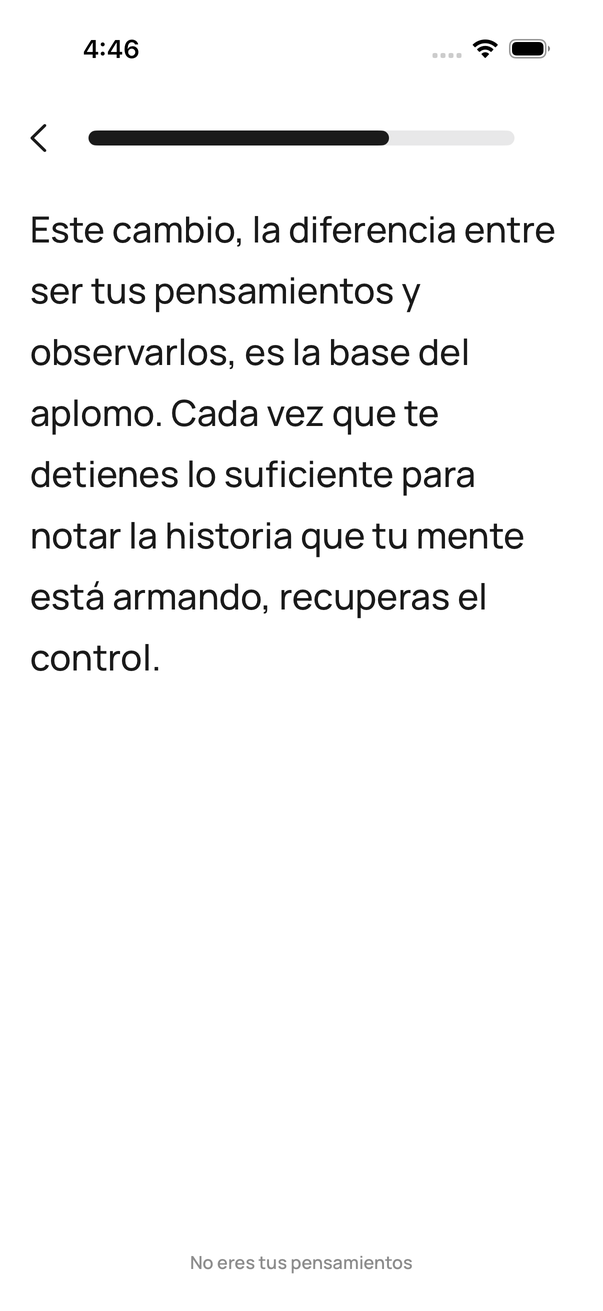 4:46
Este cambio, la diferencia entre
ser tus pensamientos y
observarlos, es la base del
aplomo. Cada vez que te
detienes lo suficiente para
notar la historia que tu mente
está armando, recuperas el
control.
No eres tus pensamientos